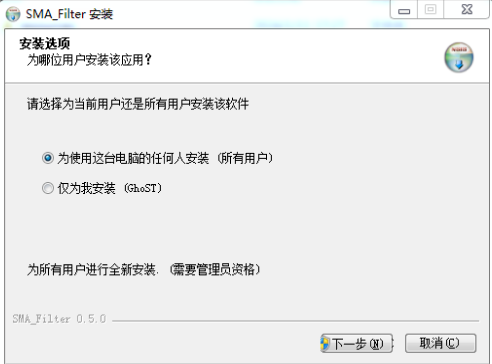 SMA_Filter 安装
安装选项
为哪位用户安装该应用？
请选择为当前用户还是所有用户安装该软件
为使用这台电脑的任何人安装 (所有用户)
仅为我安装 (GhoST)
为所有用户进行全新安装. (需要管理员资格)
SMA_Filter 0.5.0
下一步(N)
取消(C)